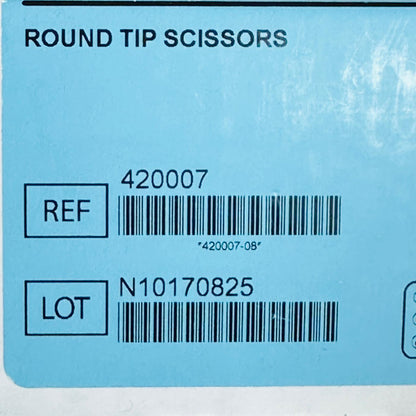 ROUND TIP SCISSORS
REF
420007
"420007-08"
LOT
N10170825